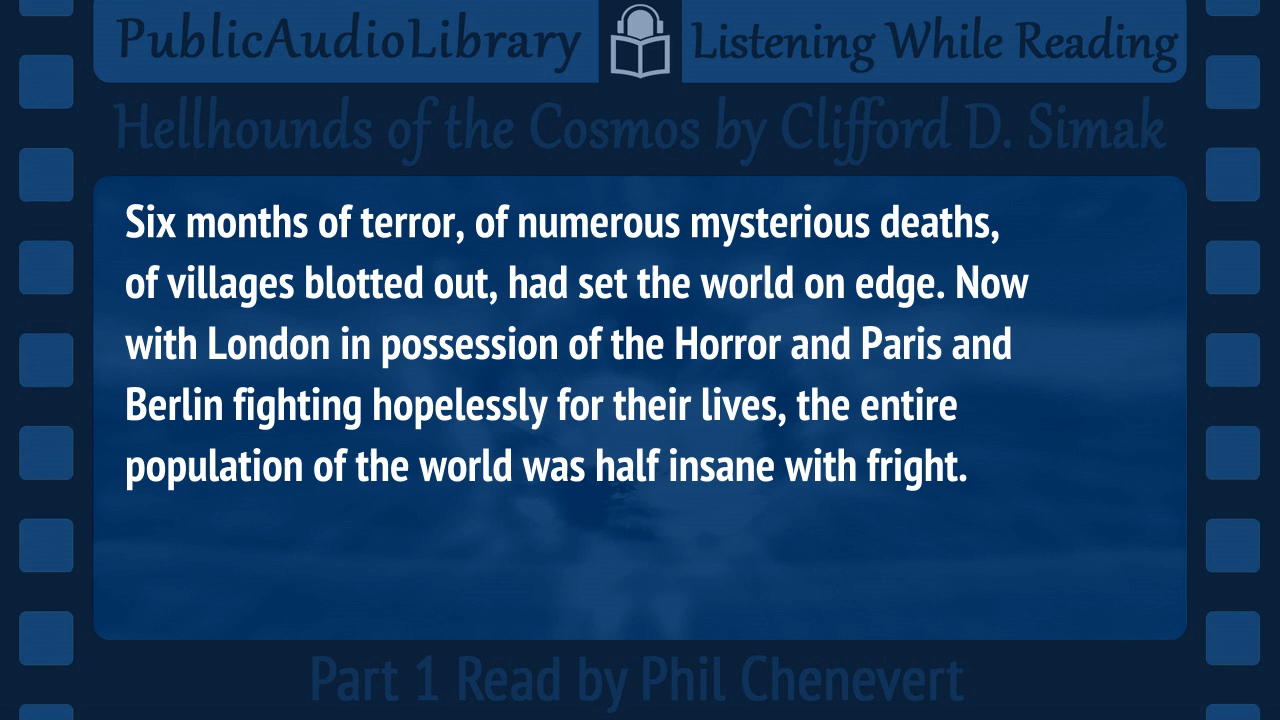 PublicAudioLibrary Listening While Reading
Hellhounds of the Cosmos by Clifford D. Simak
Six months of terror, of numerous mysterious deaths,
of villages blotted out, had set the world on edge. Now
with London in possession of the Horror and Paris and
Berlin fighting hopelessly for their lives, the entire
population of the world was half insane with fright.
Part 1 Read by Phil Chenevert